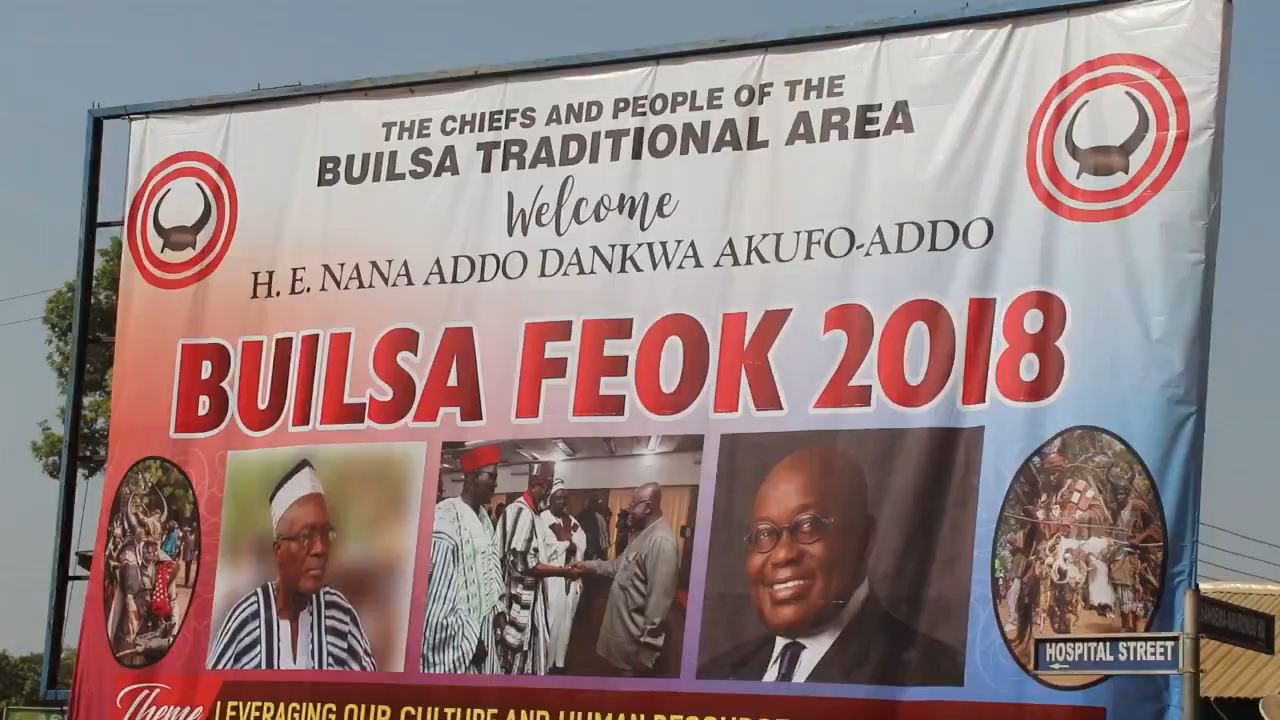 THE CHIEFS AND PEOPLE OF THE
BUILSA TRADITIONAL AREA
Welcome
H. E. NANA ADDO DANKWA AKUFO-ADDO
BUILSA FEOK 2018
HOSPITAL STREET
Theme
LEVERAGING OUR CULTURE AND HUMAN